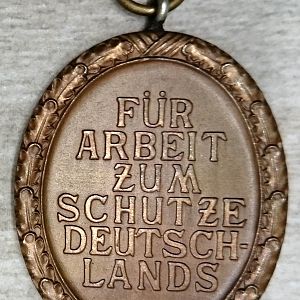 FÜR
ARBEIT
ZUM
SCHUTZE
DEUTSCH-
LANDS